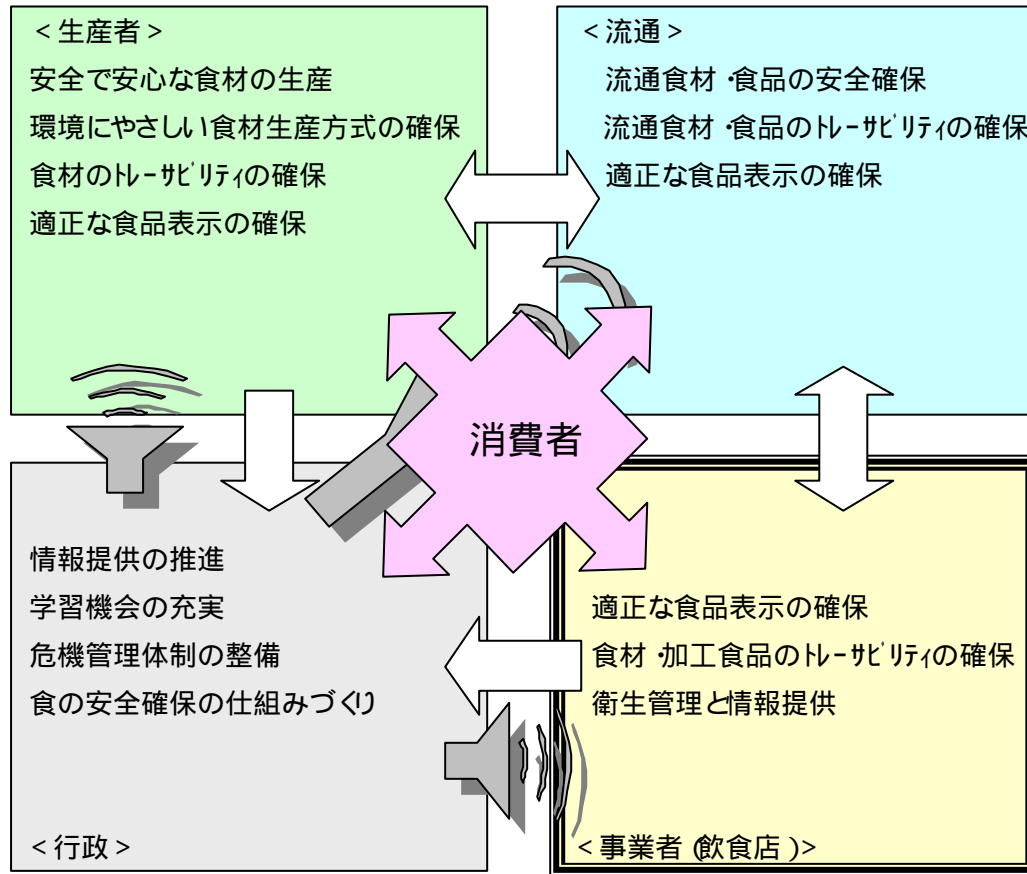 <生産者>
安全で安心な食材の生産
環境にやさしい食材生産方式の確保
食材のトレーサビリティの確保
適正な食品表示の確保
<流通>
流通食材・食品の安全確保
流通食材・食品のトレーサビリティの確保
適正な食品表示の確保
消費者
情報提供の推進
学習機会の充実
危機管理体制の整備
食の安全確保の仕組みづくり
<行政>
適正な食品表示の確保
食材・加工食品のトレーサビリティの確保
衛生管理と情報提供
<事業者(飲食店)>